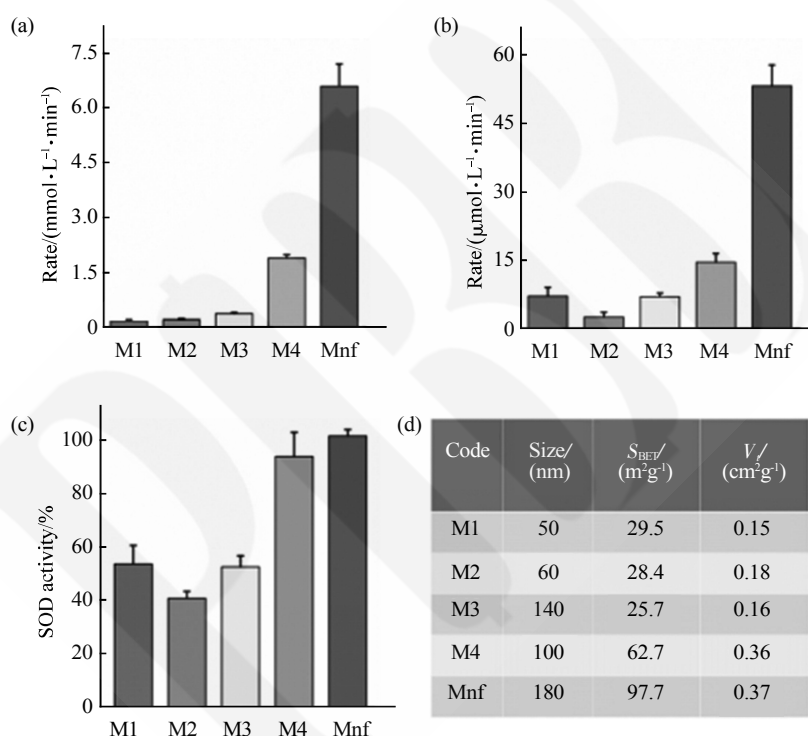 (a)
Rate/(mmol·L⁻¹·min⁻¹)
7.5
6.0
3.0
1.5
0
M1 M2 M3 M4 Mnf
(b)
Rate/(μmol·L⁻¹·min⁻¹)
60
45
30
15
0
M1 M2 M3 M4 Mnf
(c)
SOD activity/%
100
80
60
40
20
0
M1 M2 M3 M4 Mnf
(d)
Code Size/ S_BET/ V_t/
(nm) (m²g⁻¹) (cm²g⁻¹)
M1 50 29.5 0.15
M2 60 28.4 0.18
M3 140 25.7 0.16
M4 100 62.7 0.36
Mnf 180 97.7 0.37